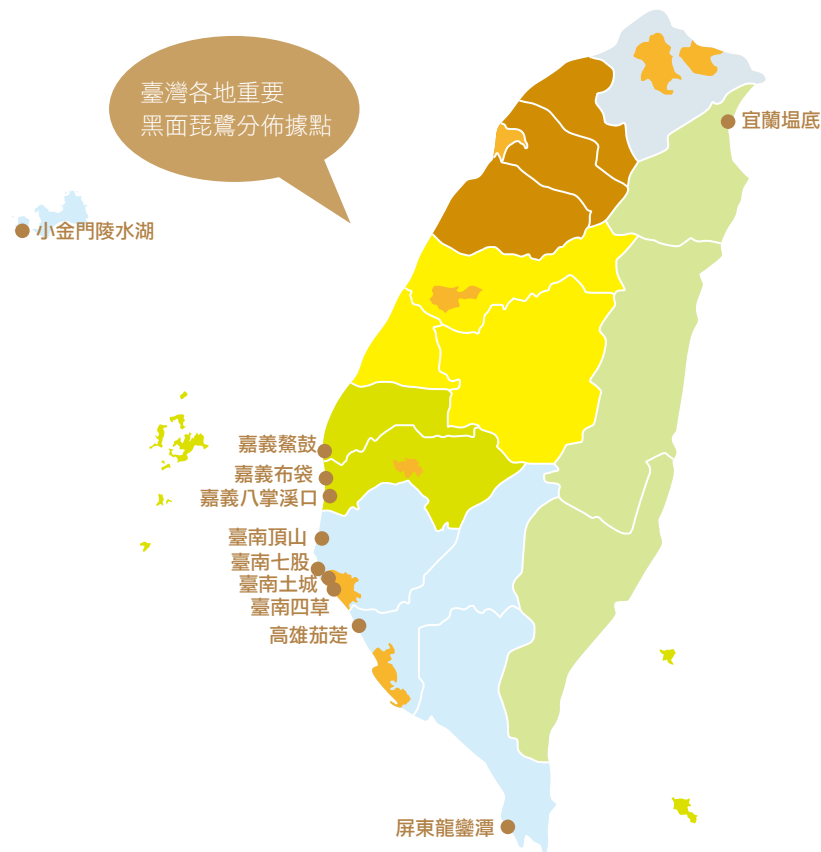 臺灣各地重要
黑面琵鷺分佈據點
宜蘭塭底
小金門陵水湖
嘉義鰲鼓
嘉義布袋
嘉義八掌溪口
臺南頂山
臺南七股
臺南土城
臺南四草
高雄茄萣
屏東龍鑾潭